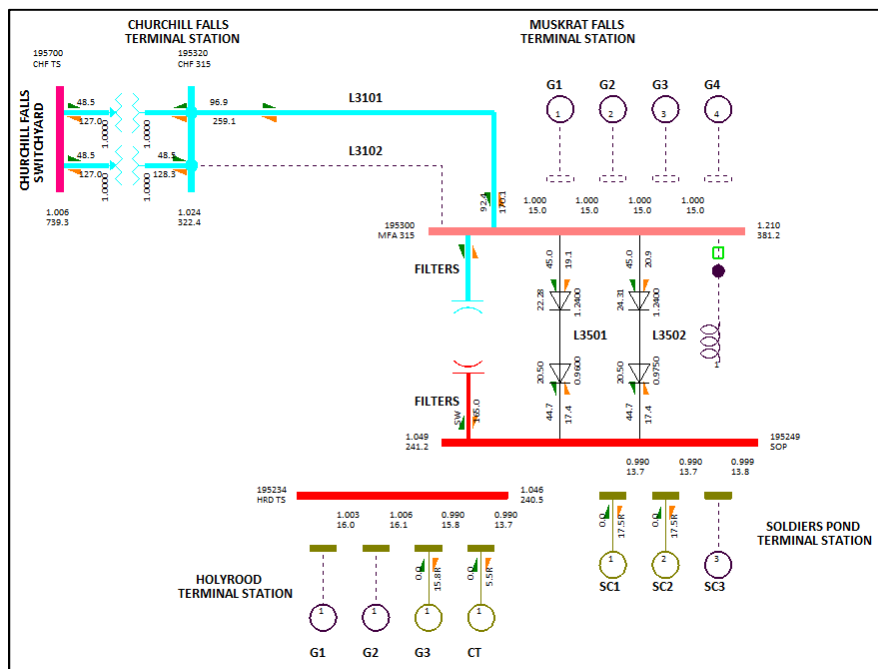 CHURCHILL FALLS
TERMINAL STATION
MUSKRAT FALLS
TERMINAL STATION
195700
CHF TS
195320
CHF 315
CHURCHILL FALLS
SWITCHYARD
48.5
127.0
1.0000
1.0000
96.9
259.1
L3101
48.5
127.0
1.0000
1.0000
48.5
128.3
L3102
1.006
739.3
1.024
322.4
G1
G2
G3
G4
1
2
3
4
92.4
170.1
1.000
15.0
1.000
15.0
1.000
15.0
1.000
15.0
195300
MFA 315
1.210
381.2
FILTERS
45.0
19.1
45.0
20.9
22.28
1.2400
24.31
1.2400
L3501
L3502
1
20.50
0.9600
20.50
0.9750
FILTERS
SW
165.0
44.7
17.4
44.7
17.4
1.049
241.2
195249
SOP
195234
HRD TS
1.046
240.5
0.990
13.7
0.990
13.7
0.999
13.8
1.003
16.0
1.006
16.1
0.990
15.8
0.990
13.7
0.0
17.5R
0.0
17.5R
SOLDIERS POND
TERMINAL STATION
1
2
3
SC1
SC2
SC3
HOLYROOD
TERMINAL STATION
0.0
15.8R
0.0
5.5R
1
1
1
1
G1
G2
G3
CT